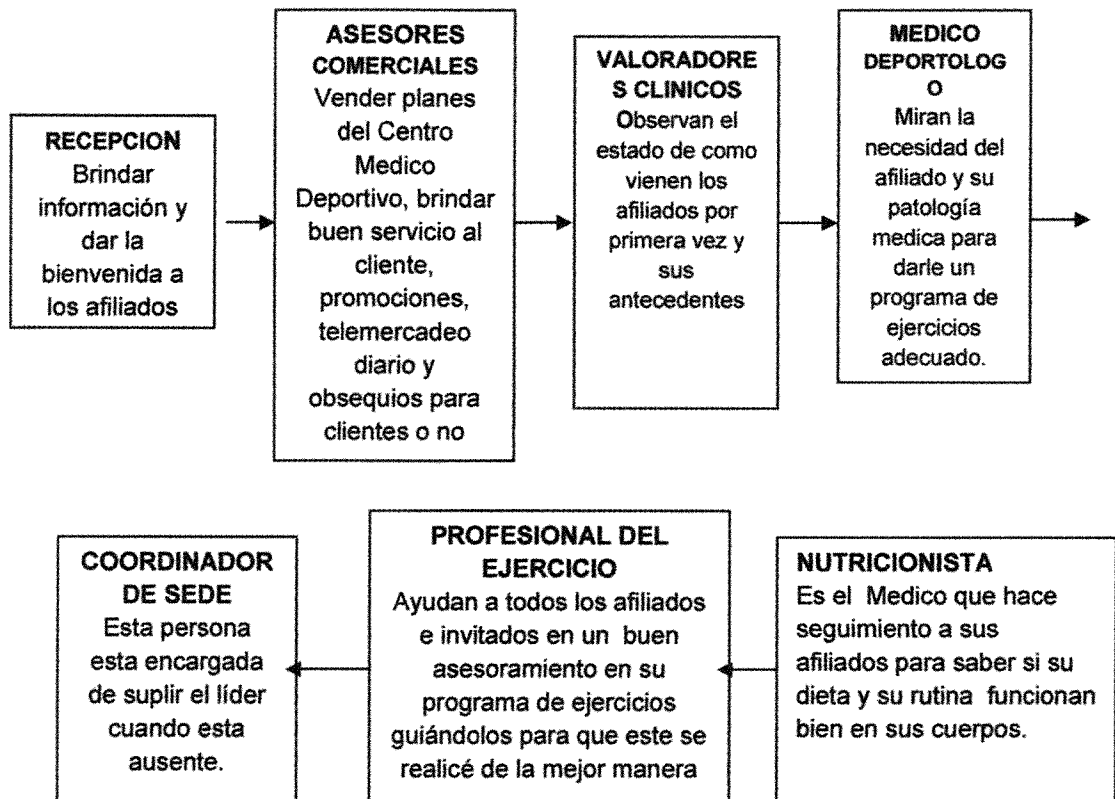 RECEPCION
Brindar
información y
dar la
bienvenida a
los afiliados
ASESORES
COMERCIALES
Vender planes
del Centro
Medico
Deportivo, brindar
buen servicio al
cliente,
promociones,
telemercadeo
diario y
obsequios para
clientes o no
VALORADORE
S CLINICOS
Observan el
estado de como
vienen los
afiliados por
primera vez y
sus
antecedentes
MEDICO
DEPORTOLOG
O
Miran la
necesidad del
afiliado y su
patología
medica para
darle un
programa de
ejercicios
adecuado.
NUTRICIONISTA
Es el Medico que hace
seguimiento a sus
afiliados para saber si su
dieta y su rutina funcionan
bien en sus cuerpos.
PROFESIONAL DEL
EJERCICIO
Ayudan a todos los afiliados
e invitados en un buen
asesoramiento en su
programa de ejercicios
guiándolos para que este se
realicé de la mejor manera
COORDINADOR
DE SEDE
Esta persona
esta encargada
de suplir el líder
cuando esta
ausente.